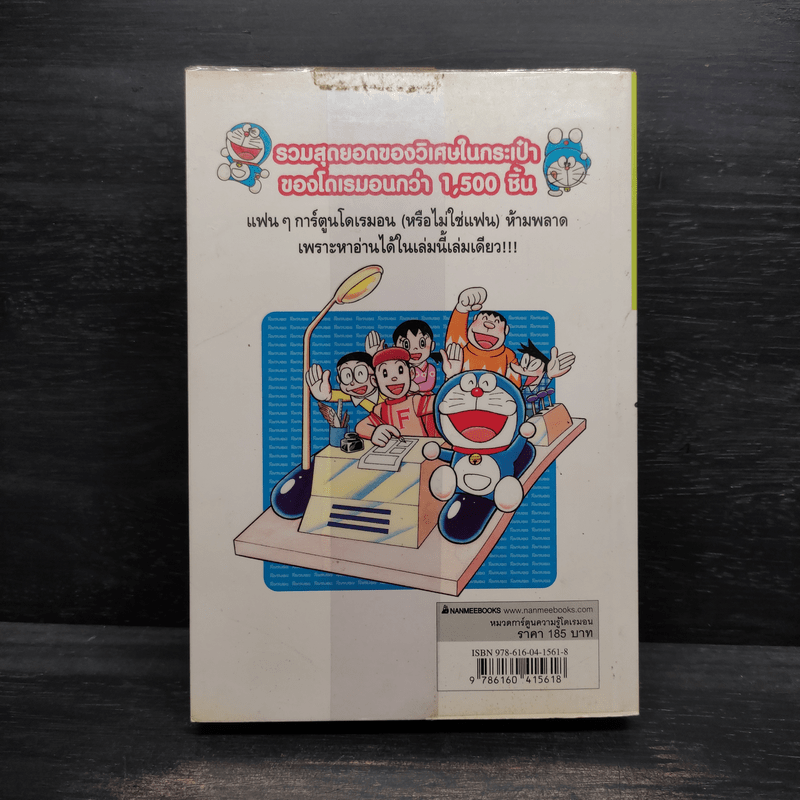 รวมสุดยอดของวิเศษในกระเป๋า
ของโดเรมอนกว่า 1,500 ชิ้น
แฟน ๆ การ์ตูนโดเรมอน (หรือไม่ใช่แฟน) ห้ามพลาด
เพราะหาอ่านได้ในเล่มนี้เล่มเดียว!!!
F
NANMEEBOOKS www.nanmeebooks.com
หมวดการ์ตูนความรู้โดเรมอน
ราคา 185 บาท
ISBN 978-616-04-1561-8
9 786160 415618